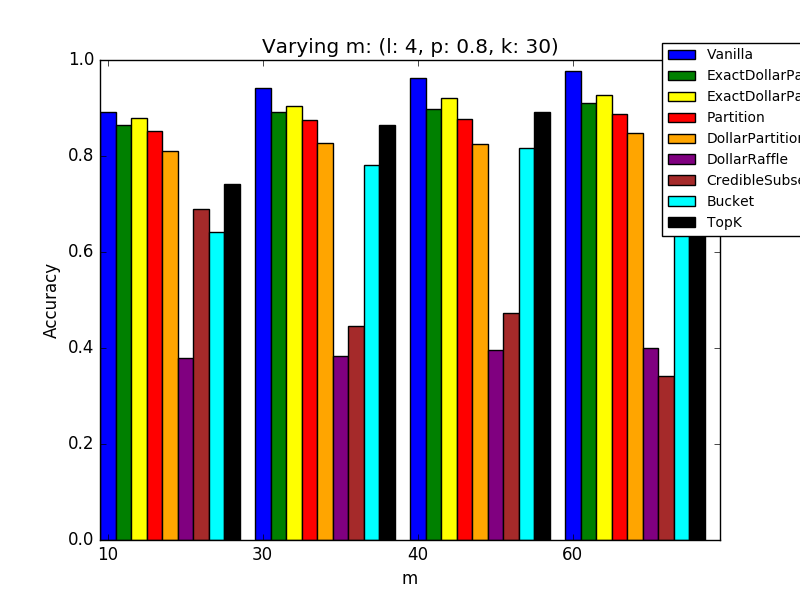 Varying m: (l: 4, p: 0.8, k: 30)
Vanilla
ExactDollarPa
ExactDollarPa
Partition
DollarPartition
DollarRaffle
CredibleSubse
Bucket
TopK
1.0
0.8
0.6
0.4
0.2
0.0
Accuracy
10 30 40 60
m